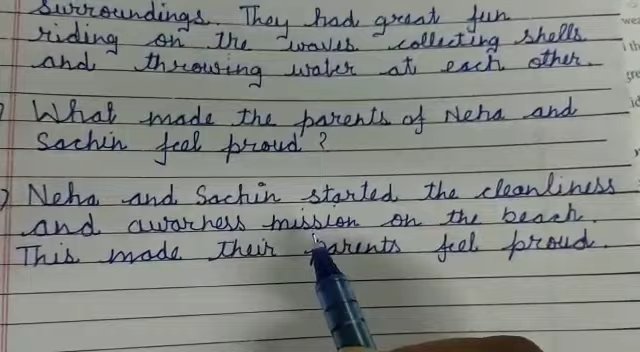 surroundings. They had great fun
riding on the waves collecting shells
and throwing water at each other.
What made the parents of Neha and
Sachin feel proud?
Neha and Sachin started the cleanliness
and awarness mission on the beach.
This made their parents feel proud.